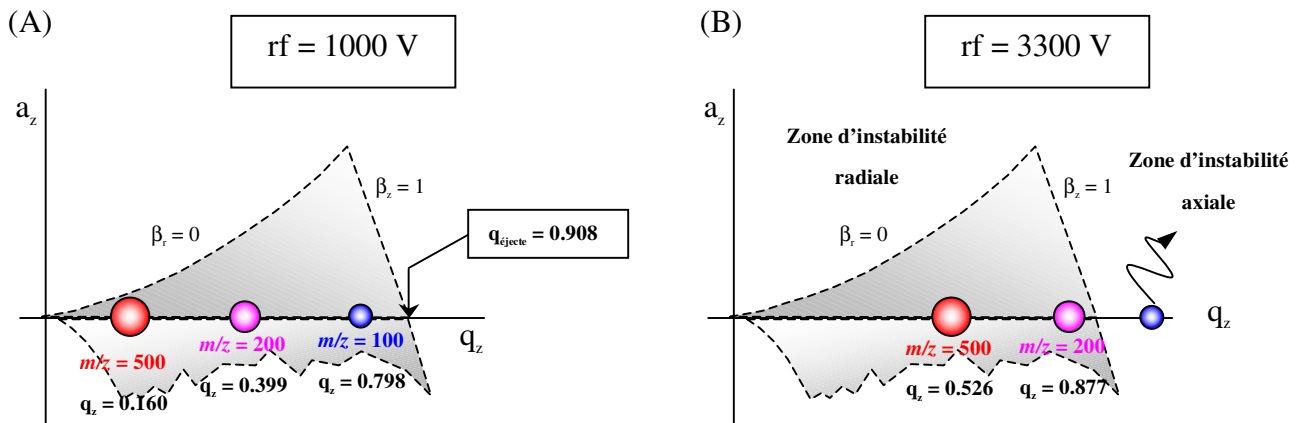 (A)
rf = 1000 V
a_z
β_z = 1
β_r = 0
q_éjecte = 0.908
q_z
m/z = 500
m/z = 200
m/z = 100
q_z = 0.160
q_z = 0.399
q_z = 0.798
(B)
rf = 3300 V
a_z
Zone d'instabilité
radiale
Zone d'instabilité
axiale
β_z = 1
β_r = 0
q_z
m/z = 500
m/z = 200
q_z = 0.526
q_z = 0.877